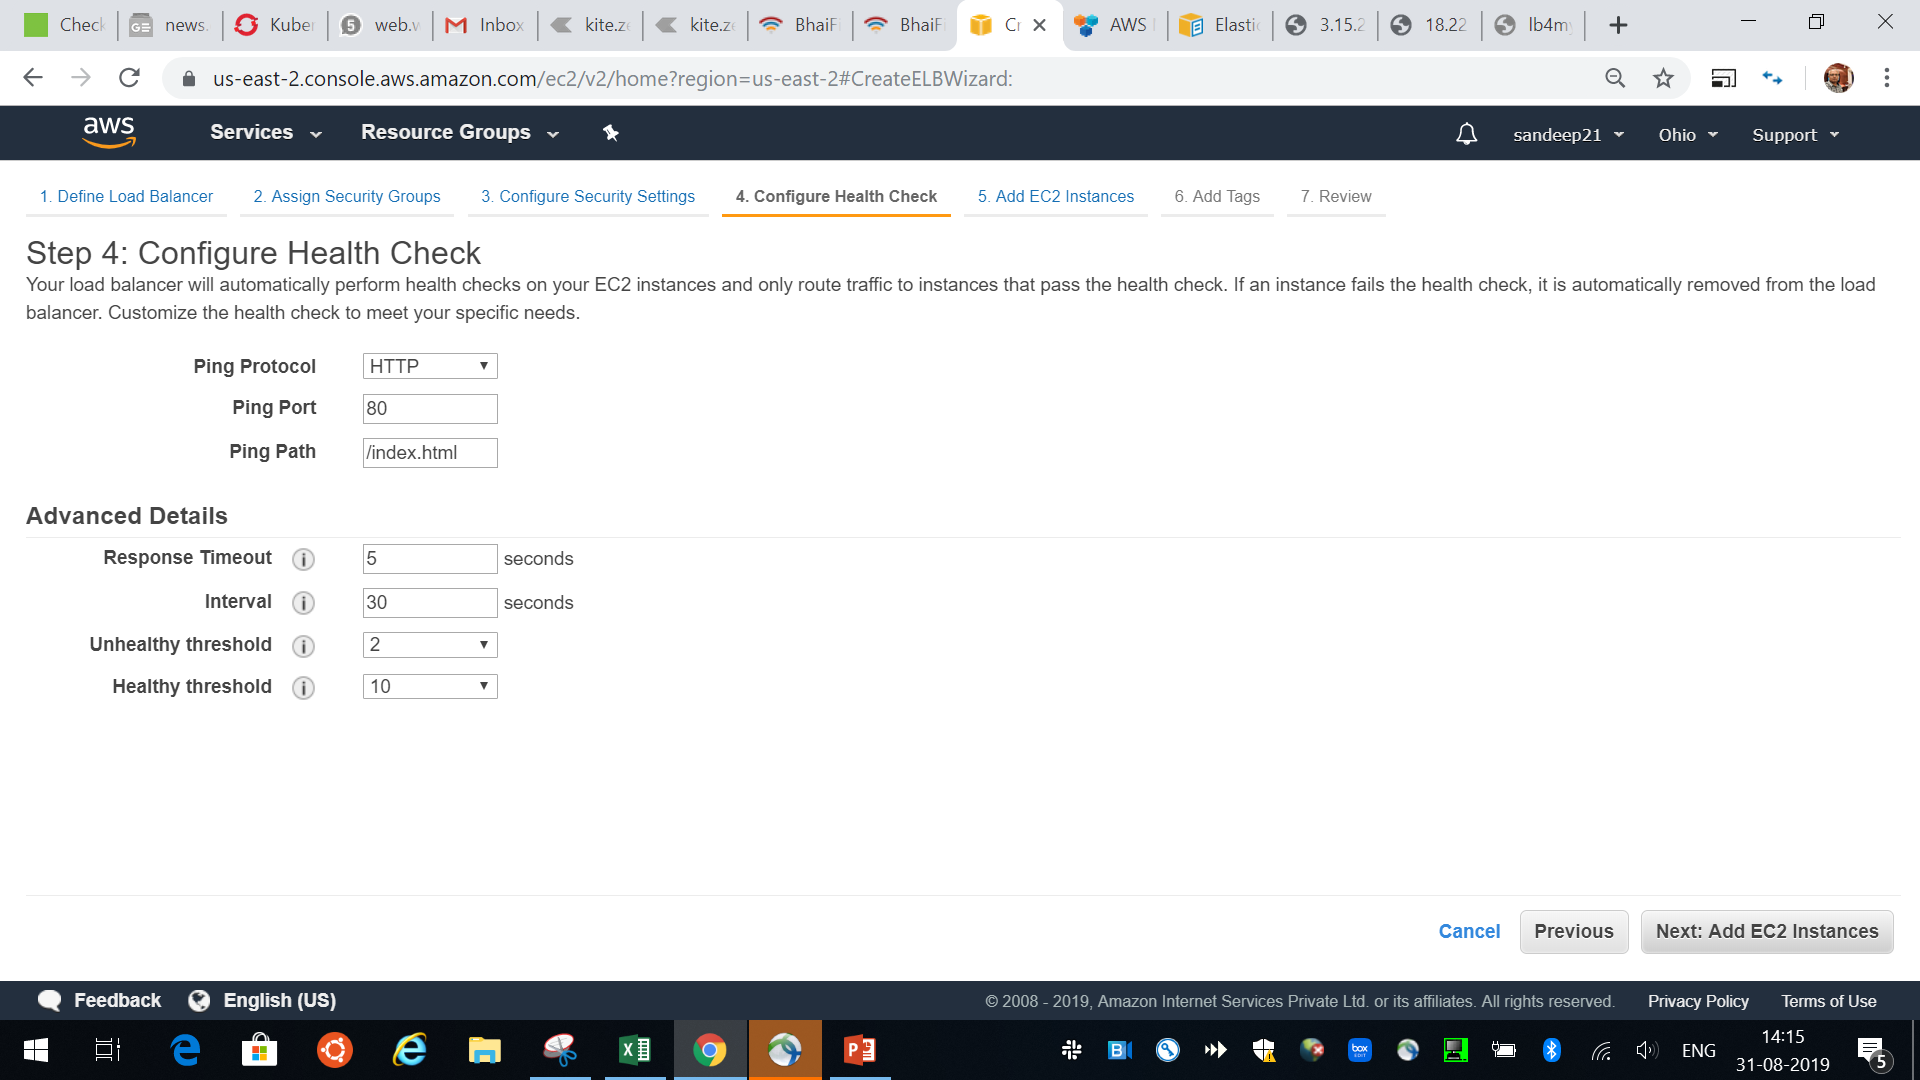 Check
GE news.
Kuber
5 web.w
Inbox
kite.ze
kite.ze
BhaiFi
BhaiFi
Cr
AWS
Elastic
3.15.2
18.22
lb4my
us-east-2.console.aws.amazon.com/ec2/v2/home?region=us-east-2#CreateELBWizard:
aws Services Resource Groups sandeep21 Ohio Support
1. Define Load Balancer 2. Assign Security Groups 3. Configure Security Settings 4. Configure Health Check 5. Add EC2 Instances 6. Add Tags 7. Review
Step 4: Configure Health Check
Your load balancer will automatically perform health checks on your EC2 instances and only route traffic to instances that pass the health check. If an instance fails the health check, it is automatically removed from the load
balancer. Customize the health check to meet your specific needs.
Ping Protocol HTTP
Ping Port 80
Ping Path /index.html
Advanced Details
Response Timeout i 5 seconds
Interval i 30 seconds
Unhealthy threshold i 2
Healthy threshold i 10
Cancel Previous Next: Add EC2 Instances
Feedback English (US) © 2008 - 2019, Amazon Internet Services Private Ltd. or its affiliates. All rights reserved. Privacy Policy Terms of Use
ENG 14:15
31-08-2019 5